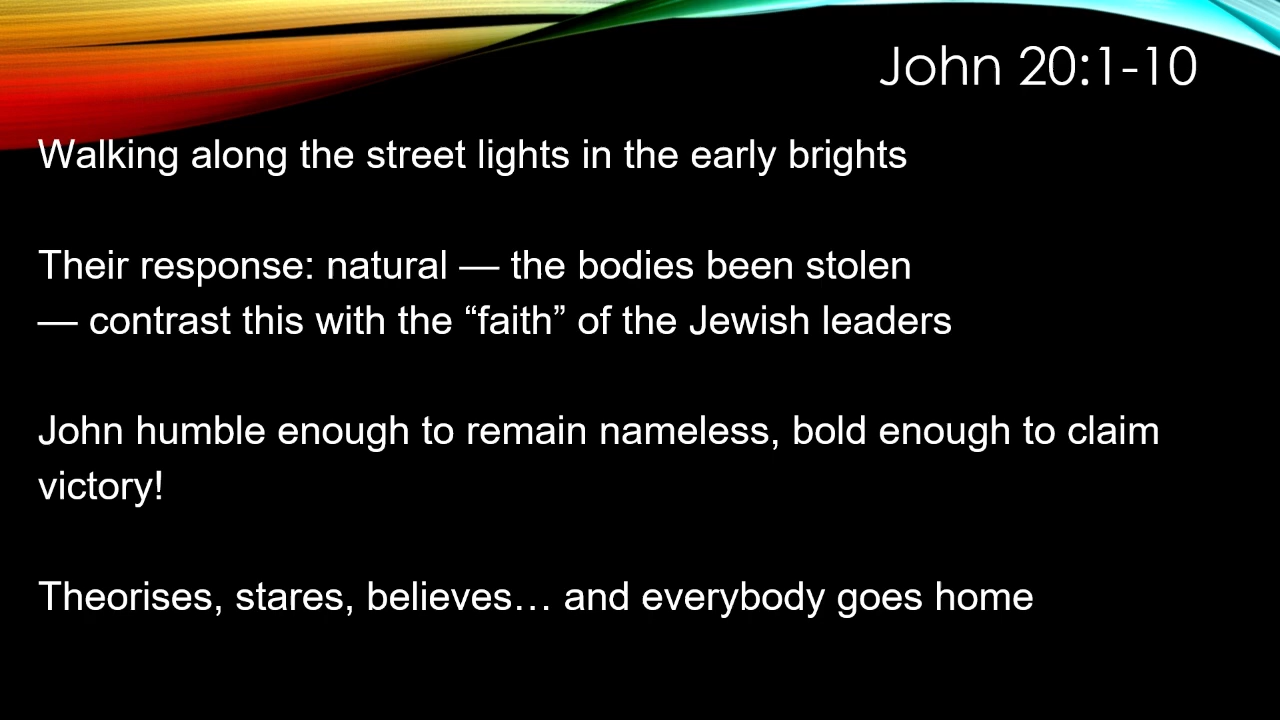 John 20:1-10
Walking along the street lights in the early brights
Their response: natural — the bodies been stolen
— contrast this with the “faith” of the Jewish leaders
John humble enough to remain nameless, bold enough to claim
victory!
Theorises, stares, believes… and everybody goes home